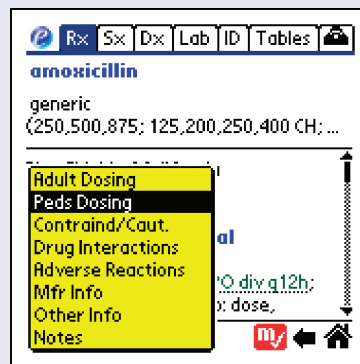 Rx Sx Dx Lab ID Tables
amoxicillin
generic
(250,500,875; 125,200,250,400 CH; ...
Adult Dosing
Peds Dosing
Contraind/Caut.
Drug Interactions
Adverse Reactions
Mfr Info
Other Info
Notes
al
PO div q12h;
dose,